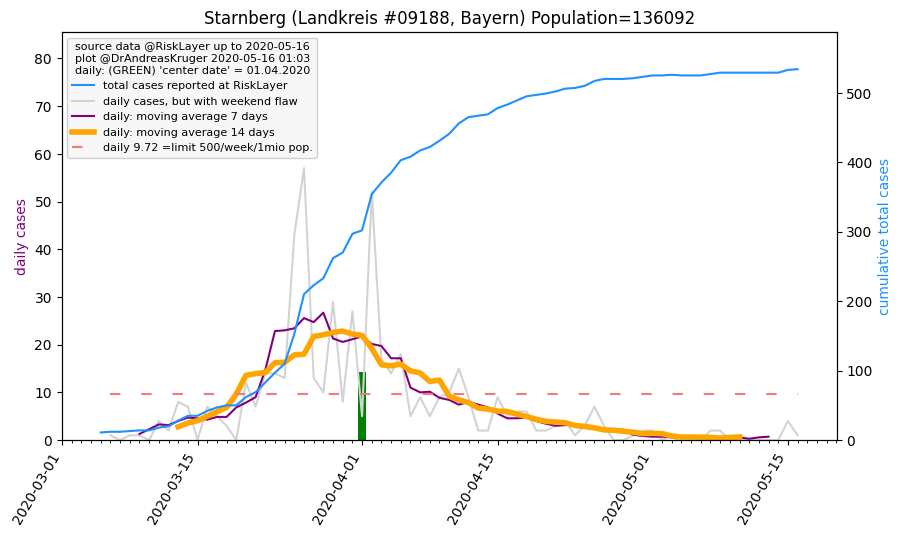 Starnberg (Landkreis #09188, Bayern) Population=136092
source data @RiskLayer up to 2020-05-16
plot @DrAndreasKruger 2020-05-16 01:03
daily: (GREEN) 'center date' = 01.04.2020
total cases reported at RiskLayer
daily cases, but with weekend flaw
daily: moving average 7 days
daily: moving average 14 days
daily 9.72 =limit 500/week/1mio pop.
daily cases
80
70
60
50
40
30
20
10
0
cumulative total cases
500
400
300
200
100
0
2020-03-01
2020-03-15
2020-04-01
2020-04-15
2020-05-01
2020-05-15